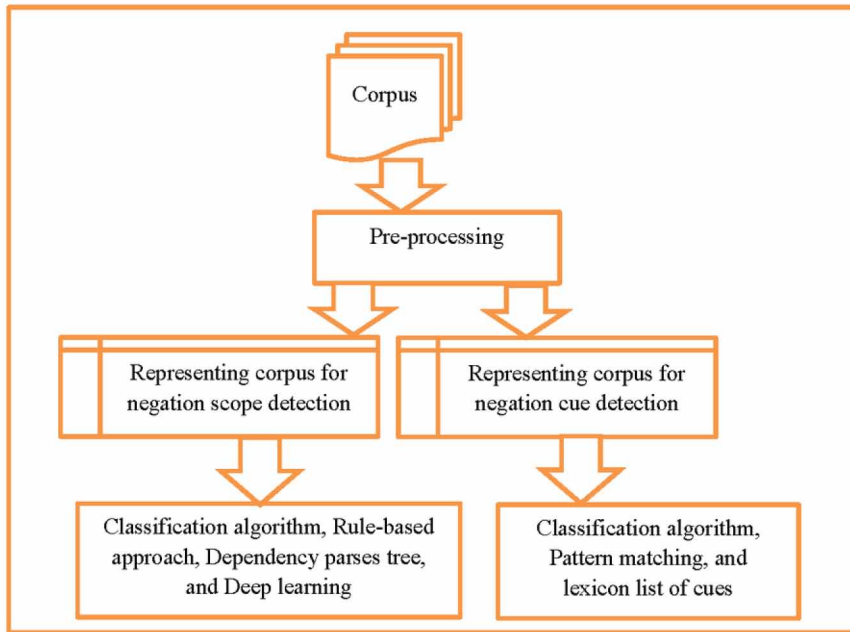 Corpus
Pre-processing
Representing corpus for
negation scope detection
Representing corpus for
negation cue detection
Classification algorithm, Rule-based
approach, Dependency parses tree,
and Deep learning
Classification algorithm,
Pattern matching, and
lexicon list of cues